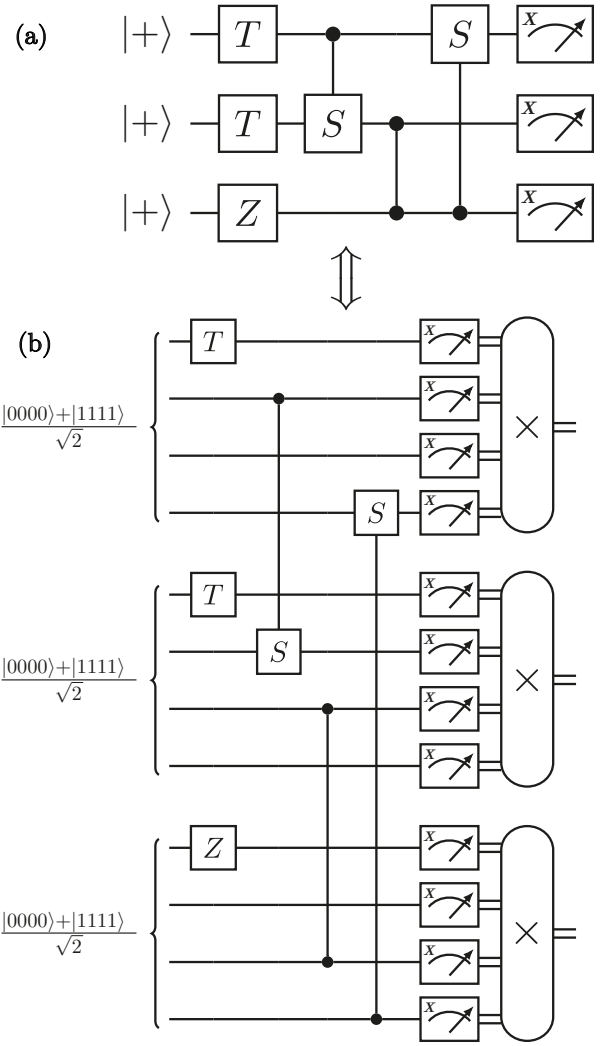 (a)
|+⟩ T S X
|+⟩ T S X
|+⟩ Z X
(b)
T X
X
|0000⟩+|1111⟩
√2
×
X
S X
T X
|0000⟩+|1111⟩
√2
S X
×
X
X
Z X
|0000⟩+|1111⟩
√2
X
×
X
X